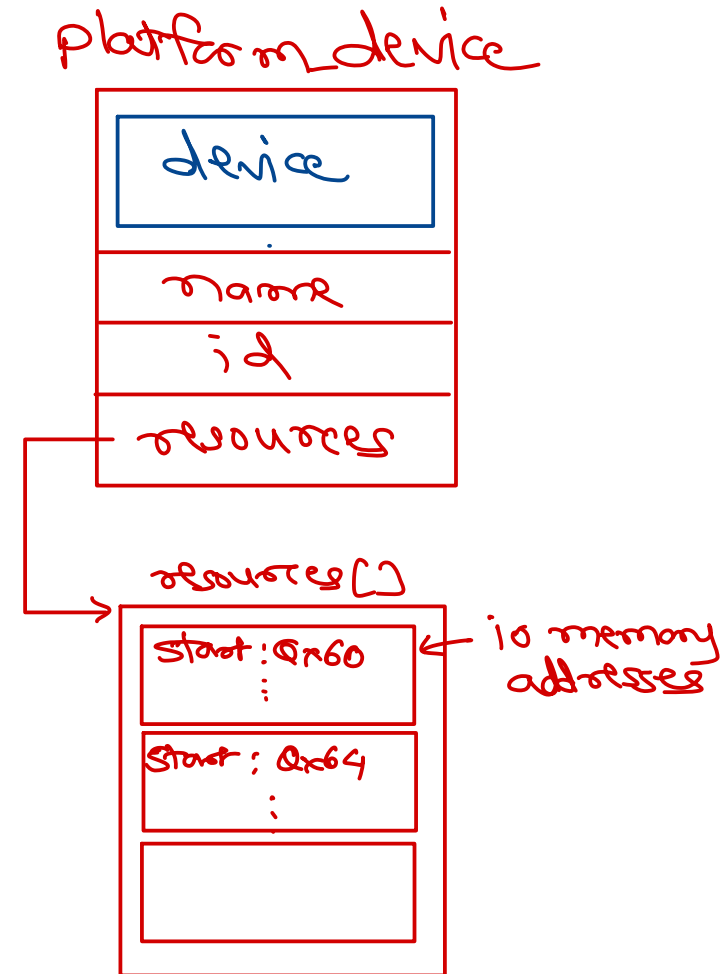 platform_device
device
name
id
resources
resources[]
start: 0x60
io memory
addresses
start: 0x64